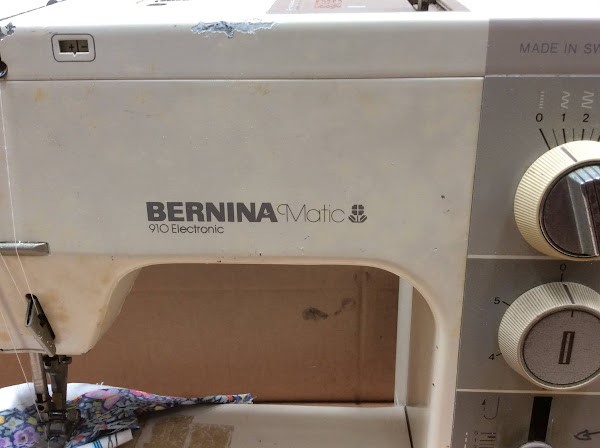 + -
MADE IN SW
0 1 2
BERNINA Matic
910 Electronic
0
5
4